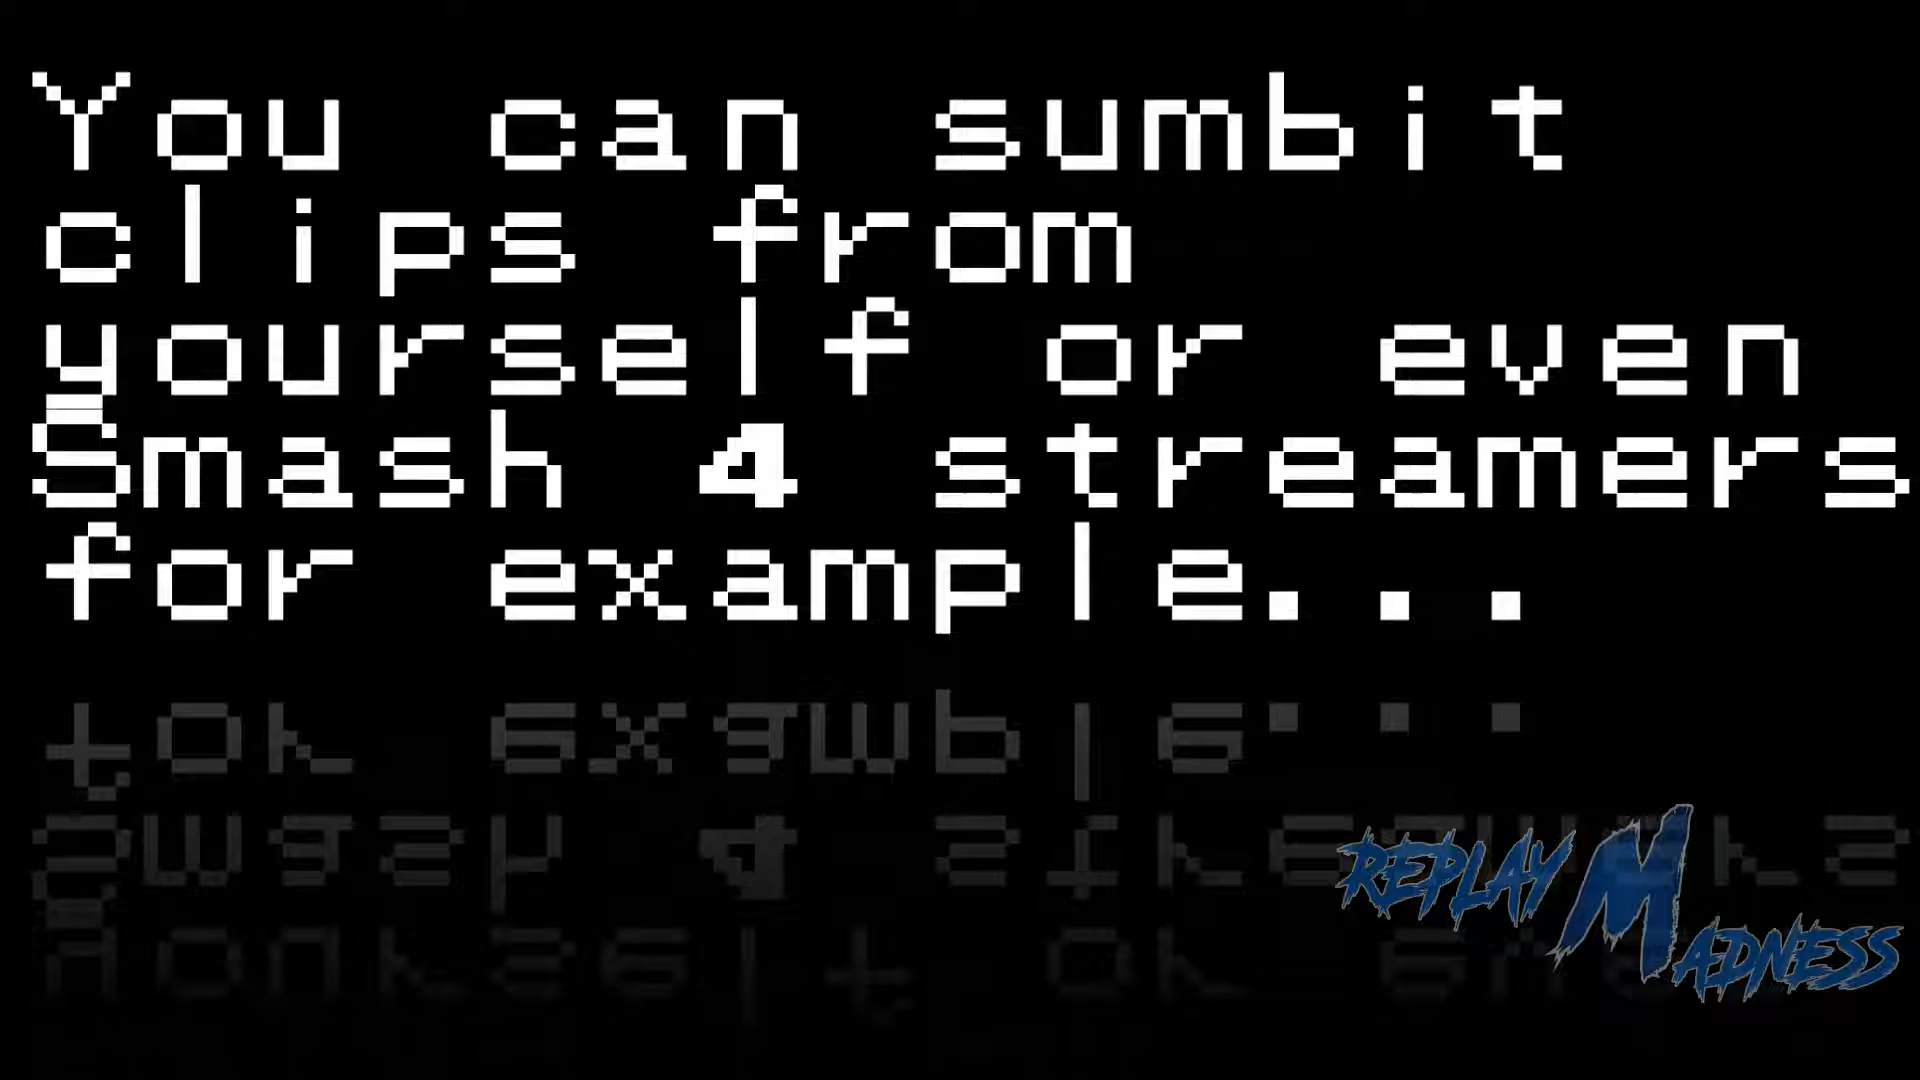 You can sumbit
clips from
yourself or even
Smash 4 streamers
for example...
REPLAY MADNESS